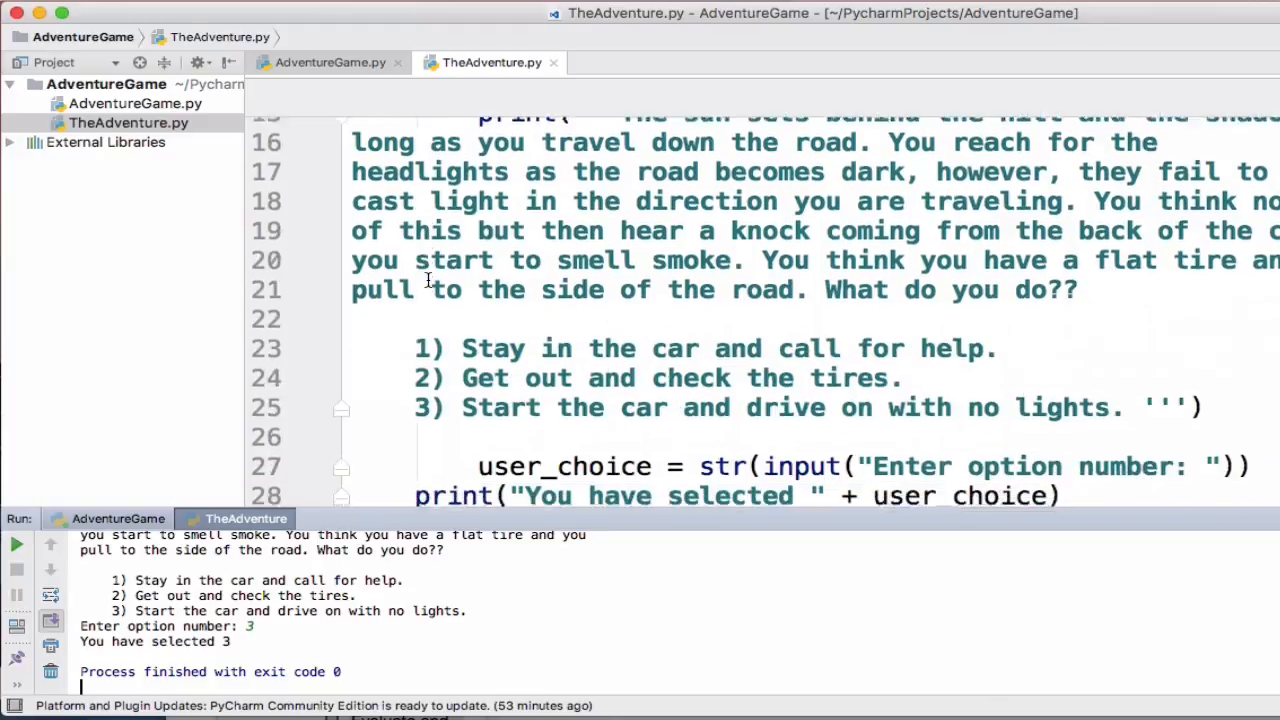 TheAdventure.py - AdventureGame - [~/PycharmProjects/AdventureGame]
AdventureGame TheAdventure.py
Project AdventureGame.py TheAdventure.py
AdventureGame ~/Pycharm
AdventureGame.py
TheAdventure.py
External Libraries
15 print(''' The sun sets behind the hill and the shado
16 long as you travel down the road. You reach for the
17 headlights as the road becomes dark, however, they fail to
18 cast light in the direction you are traveling. You think no
19 of this but then hear a knock coming from the back of the c
20 you start to smell smoke. You think you have a flat tire an
21 pull to the side of the road. What do you do??
22
23 1) Stay in the car and call for help.
24 2) Get out and check the tires.
25 3) Start the car and drive on with no lights. ''')
26
27 user_choice = str(input("Enter option number: "))
28 print("You have selected " + user_choice)
Run: AdventureGame TheAdventure
you start to smell smoke. You think you have a flat tire and you
pull to the side of the road. What do you do??
1) Stay in the car and call for help.
2) Get out and check the tires.
3) Start the car and drive on with no lights.
Enter option number: 3
You have selected 3
Process finished with exit code 0
Platform and Plugin Updates: PyCharm Community Edition is ready to update. (53 minutes ago)